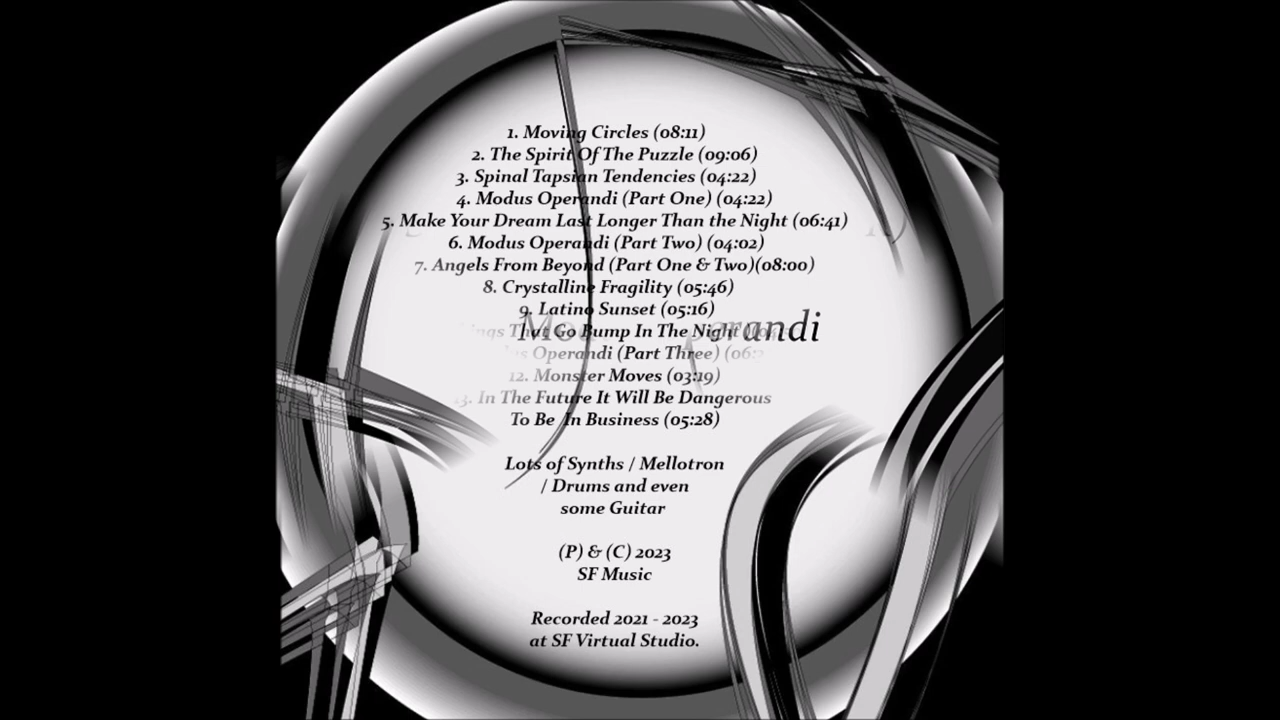 1. Moving Circles (08:11)
2. The Spirit Of The Puzzle (09:06)
3. Spinal Tapsian Tendencies (04:22)
4. Modus Operandi (Part One) (04:22)
5. Make Your Dream Last Longer Than the Night (06:41)
6. Modus Operandi (Part Two) (04:02)
7. Angels From Beyond (Part One & Two)(08:00)
8. Crystalline Fragility (05:46)
9. Latino Sunset (05:16)
That Go Bump In The Night
Operandi (Part Three)
12. Monster Moves (03:19)
13. In The Future It Will Be Dangerous
To Be In Business (05:28)
Lots of Synths / Mellotron
/ Drums and even
some Guitar
(P) & (C) 2023
SF Music
Recorded 2021 - 2023
at SF Virtual Studio.